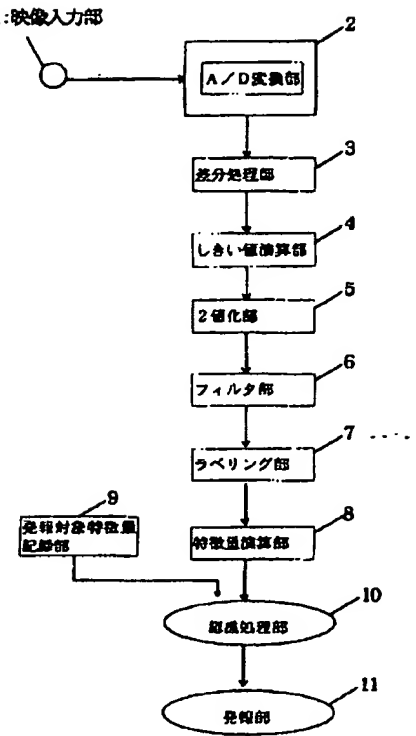 :映像入力部
2
A/D変換部
3
差分処理部
4
しきい値演算部
5
2値化部
6
フィルタ部
7
ラベリング部
9
発報対象特徴量
記録部
8
特徴量演算部
10
認識処理部
11
発報部